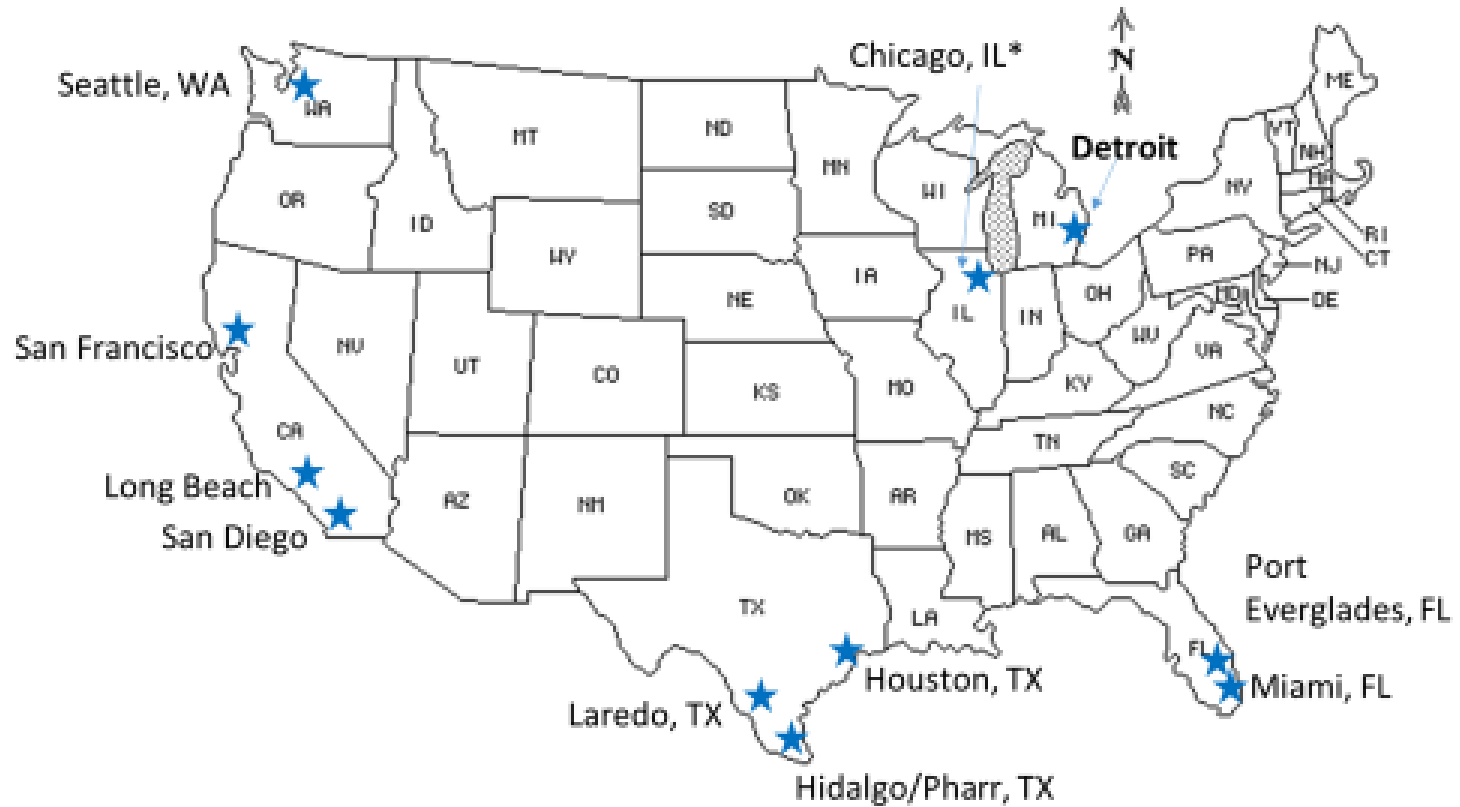 Chicago, IL*
N
ME
Seattle, WA
WA
MT
ND
MN
VT
NH
Detroit
MA
OR
ID
SD
WI
MI
NY
RI
CT
WY
IA
PA
NJ
NE
OH
DE
IL
IN
San Francisco
NV
UT
CO
WV
VA
KS
MO
KY
CA
NC
TN
SC
Long Beach
AZ
NM
OK
AR
San Diego
MS
AL
GA
Port
Everglades, FL
TX
LA
FL
Houston, TX
Miami, FL
Laredo, TX
Hidalgo/Pharr, TX